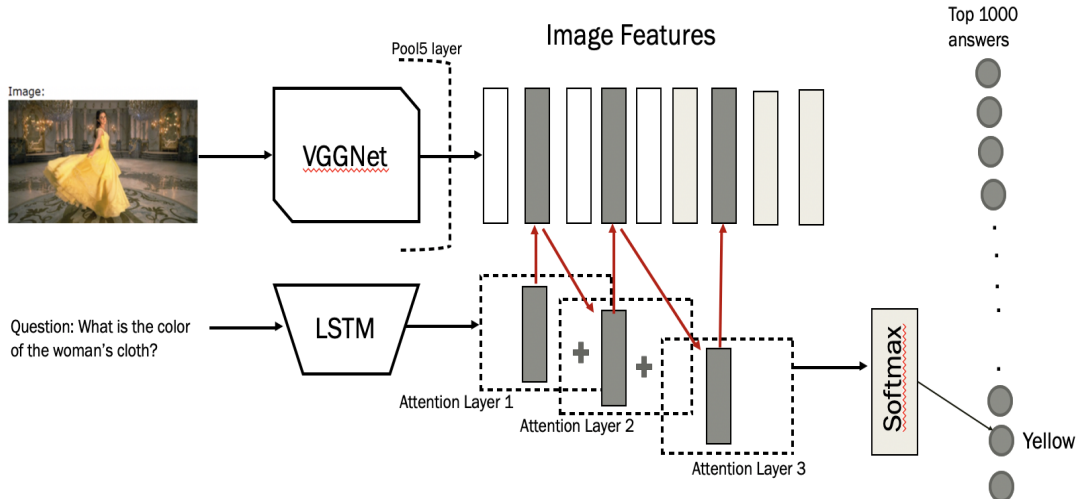 Top 1000
answers
Image Features
Pool5 layer
Image:
VGGNet
Question: What is the color
of the woman's cloth?
LSTM
Attention Layer 1
Attention Layer 2
Attention Layer 3
Softmax
Yellow